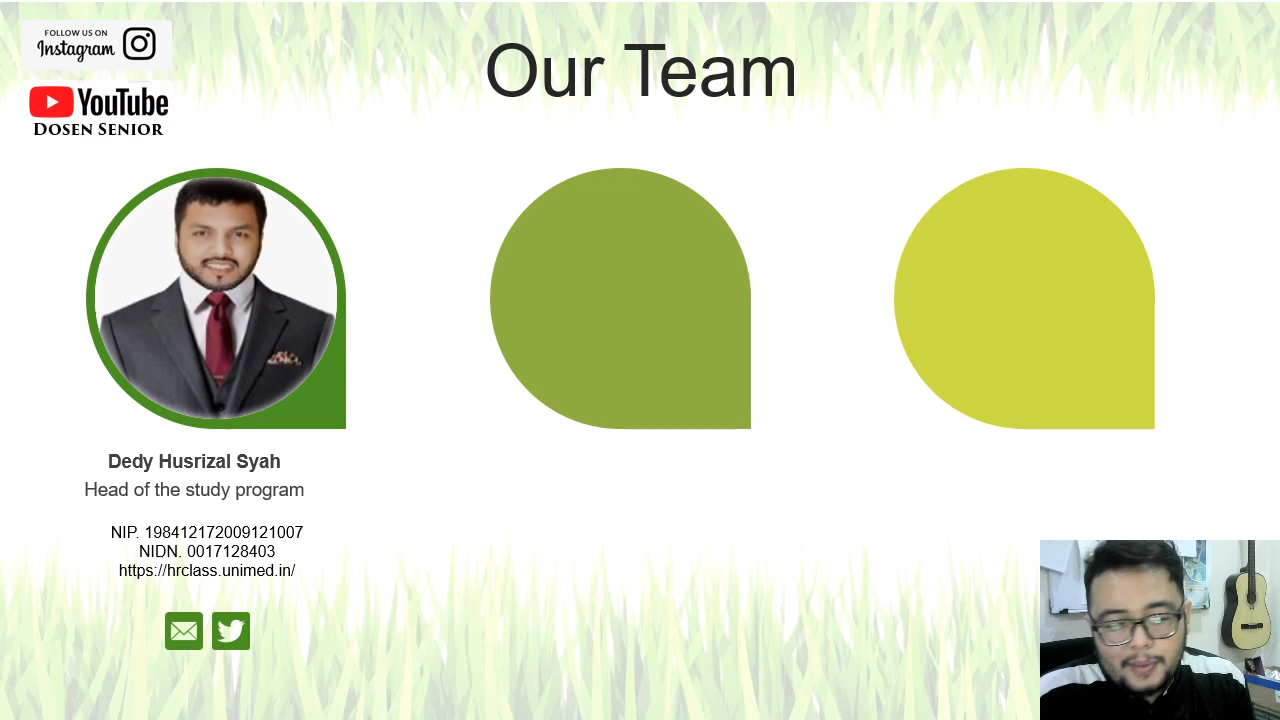 FOLLOW US ON
Instagram
YouTube
DOSEN SENIOR
Our Team
Dedy Husrizal Syah
Head of the study program
NIP. 198412172009121007
NIDN. 0017128403
https://hrclass.unimed.in/